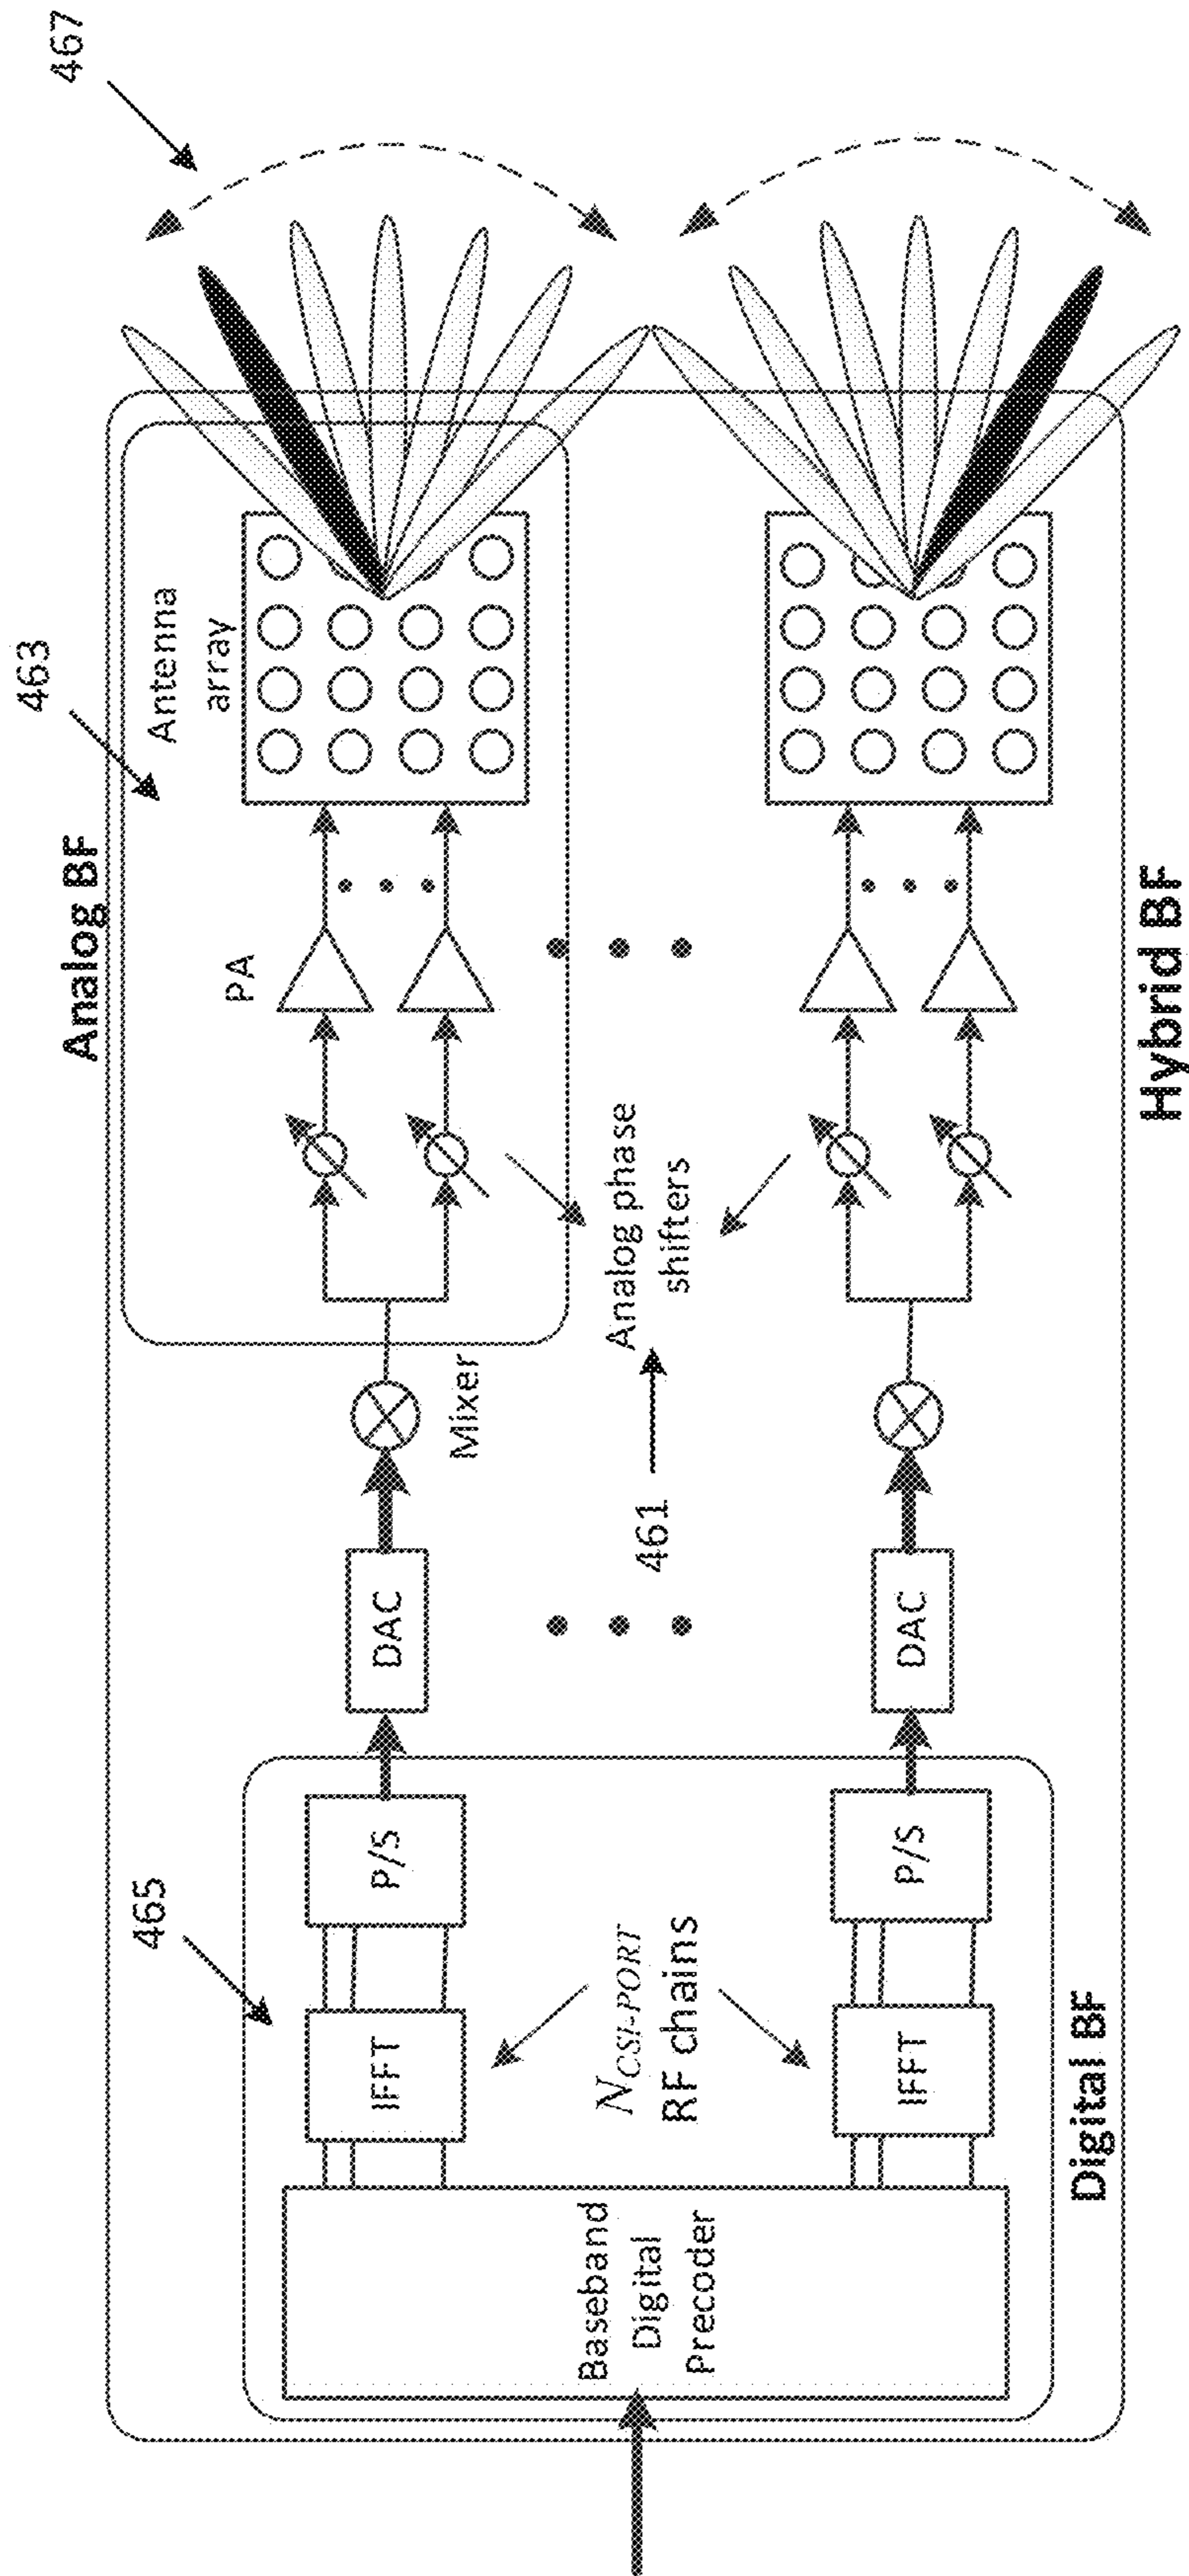 467
463
Analog BF
Antenna
array
PA
465
Mixer
Analog phase
shifters
461
DAC
P/S
IFFT
N_CSI-PORT
RF chains
Baseband
Digital
Precoder
DAC
P/S
IFFT
Digital BF
Hybrid BF